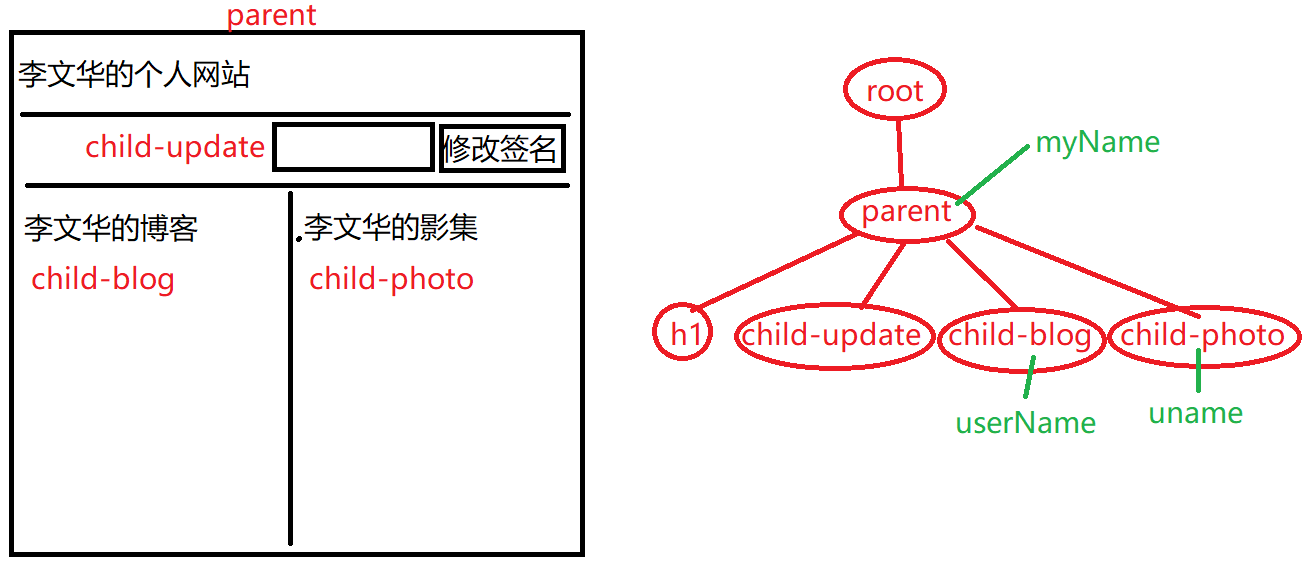 parent
李文华的个人网站
child-update
修改签名
李文华的博客
李文华的影集
child-blog
child-photo
root
myName
parent
h1
child-update
child-blog
child-photo
userName
uname